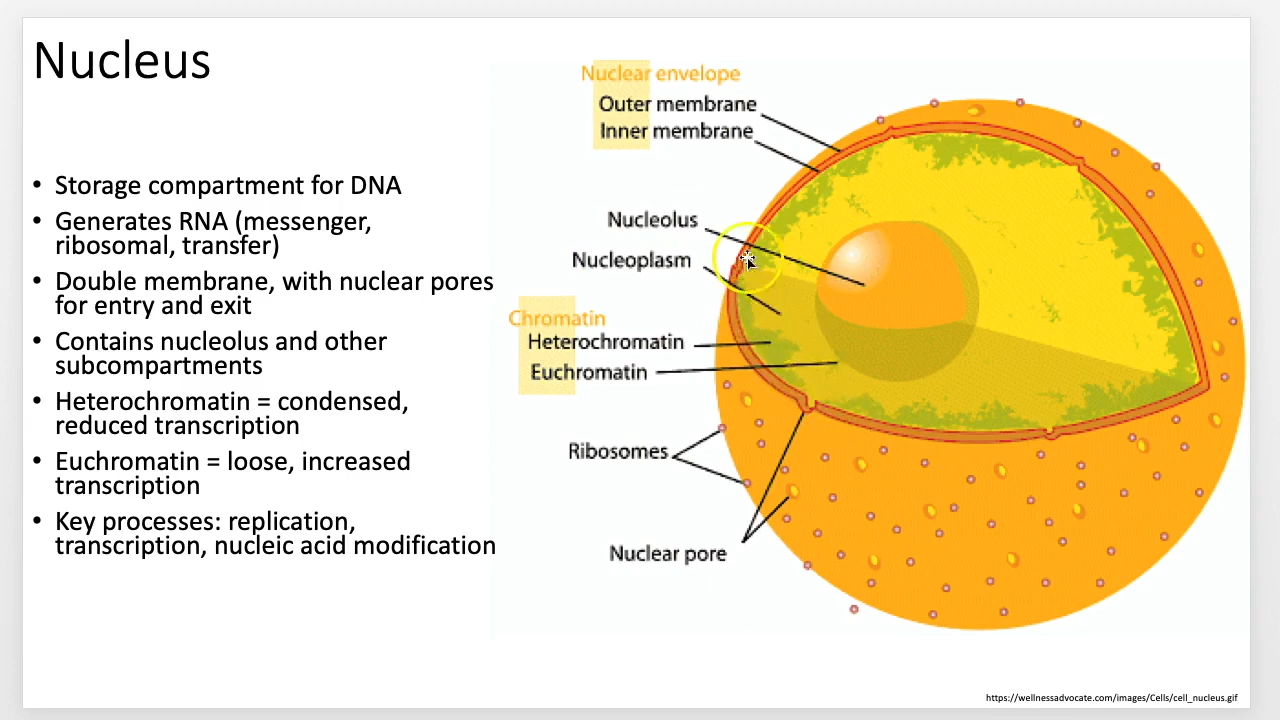 Nucleus
• Storage compartment for DNA
• Generates RNA (messenger,
ribosomal, transfer)
• Double membrane, with nuclear pores
for entry and exit
• Contains nucleolus and other
subcompartments
• Heterochromatin = condensed,
reduced transcription
• Euchromatin = loose, increased
transcription
• Key processes: replication,
transcription, nucleic acid modification
Nuclear envelope
Outer membrane
Inner membrane
Nucleolus
Nucleoplasm
Chromatin
Heterochromatin
Euchromatin
Ribosomes
Nuclear pore
https://wellnessadvocate.com/images/Cells/cell_nucleus.gif